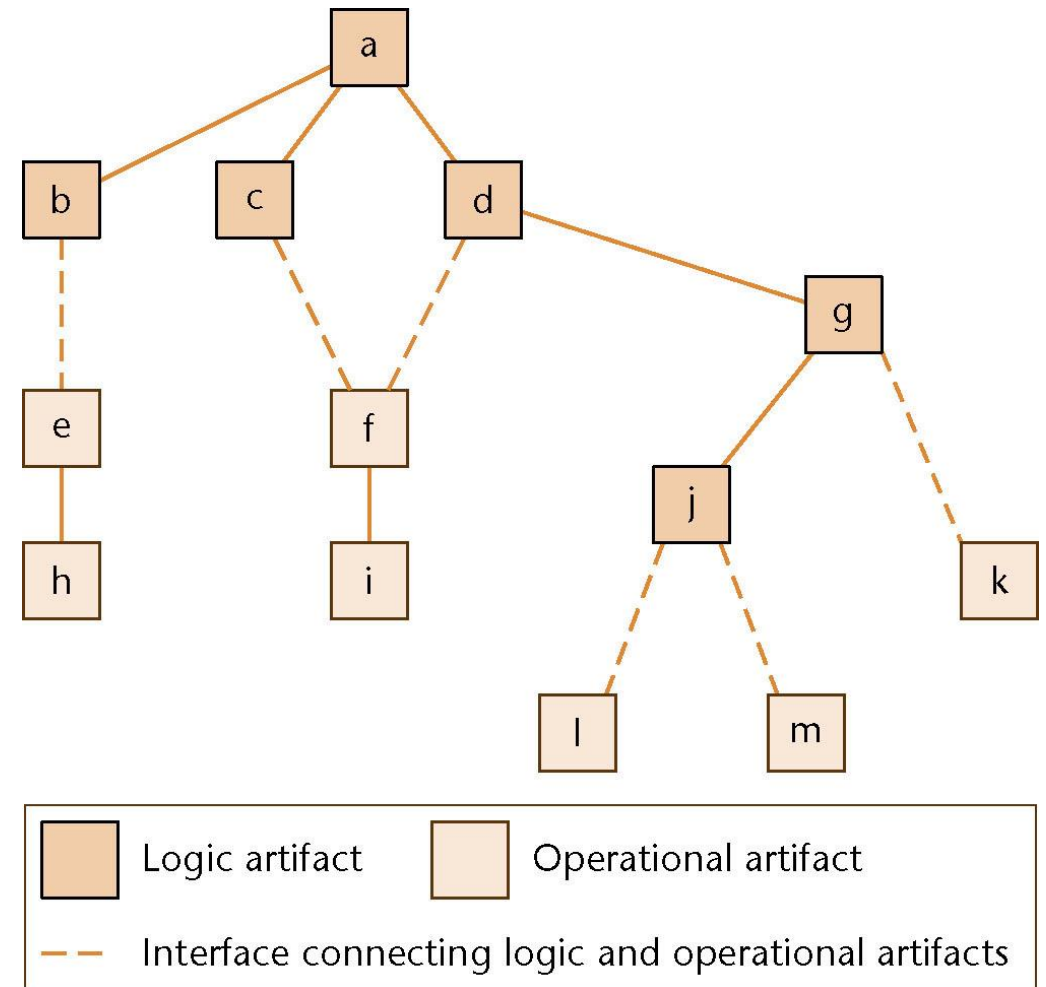 a
b
c
d
g
e
f
j
h
i
k
l
m
Logic artifact
Operational artifact
Interface connecting logic and operational artifacts